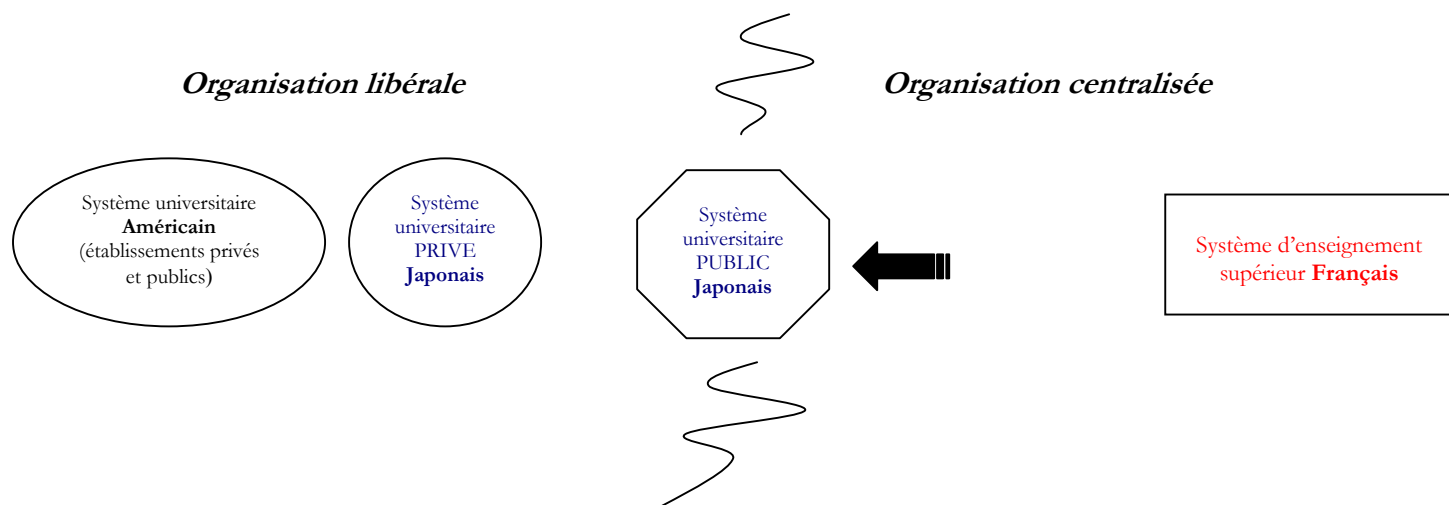 Organisation libérale
Organisation centralisée
Système universitaire
Américain
(établissements privés
et publics)
Système
universitaire
PRIVE
Japonais
Système
universitaire
PUBLIC
Japonais
Système d'enseignement
supérieur Français